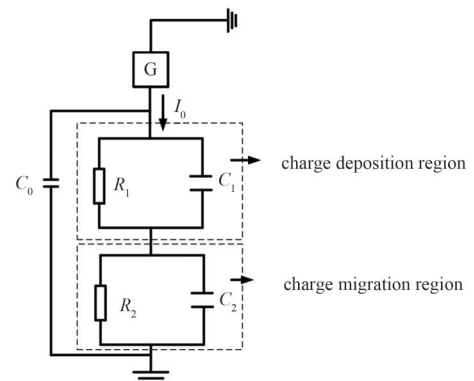 G
I₀
C₀
R₁
C₁
charge deposition region
R₂
C₂
charge migration region